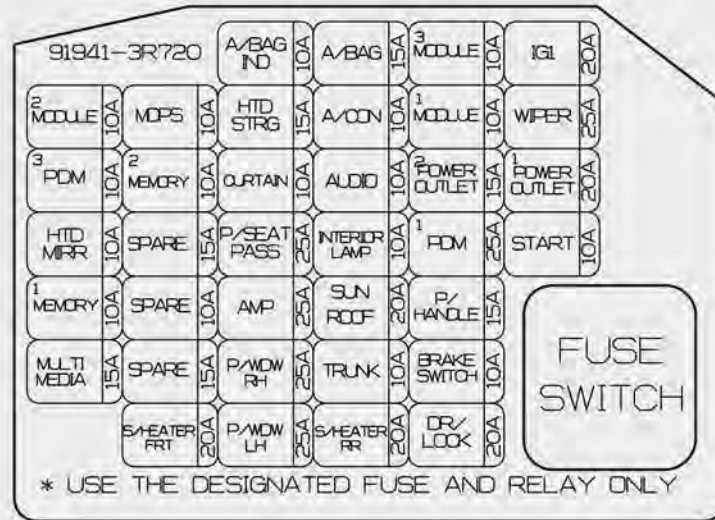 91941-3R720
A/BAG IND 10A A/BAG 15A 3 MODULE 10A IG1 20A
2 MODULE 10A MDPS 10A HTD STRG 15A A/CON 10A 1 MODLUE 10A WIPER 25A
3 PDM 10A 2 MEMORY 10A CURTAIN 10A AUDIO 10A 2 POWER OUTLET 15A 1 POWER OUTLET 20A
HTD MIRR 10A SPARE 15A P/SEAT PASS 25A INTERIOR LAMP 10A 1 PDM 25A START 10A
1 MEMORY 10A SPARE 10A AMP 25A SUN ROOF 20A P/ HANDLE 15A
MULTI MEDIA 15A SPARE 15A P/WDW RH 25A TRUNK 10A BRAKE SWITCH 10A
S/HEATER FRT 20A P/WDW LH 25A S/HEATER RR 20A DR/ LOCK 20A
FUSE
SWITCH
* USE THE DESIGNATED FUSE AND RELAY ONLY